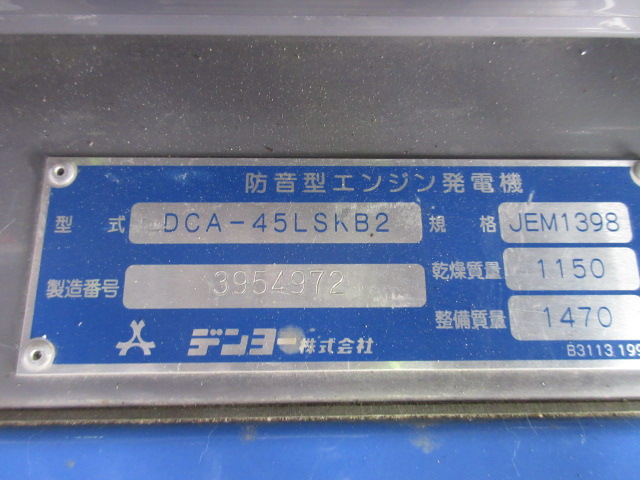 防音型エンジン発電機
型式 DCA-45LSKB2 規格 JEM1398
製造番号 3954972 乾燥質量 1150
整備質量 1470
デンヨー株式会社
B3113 199